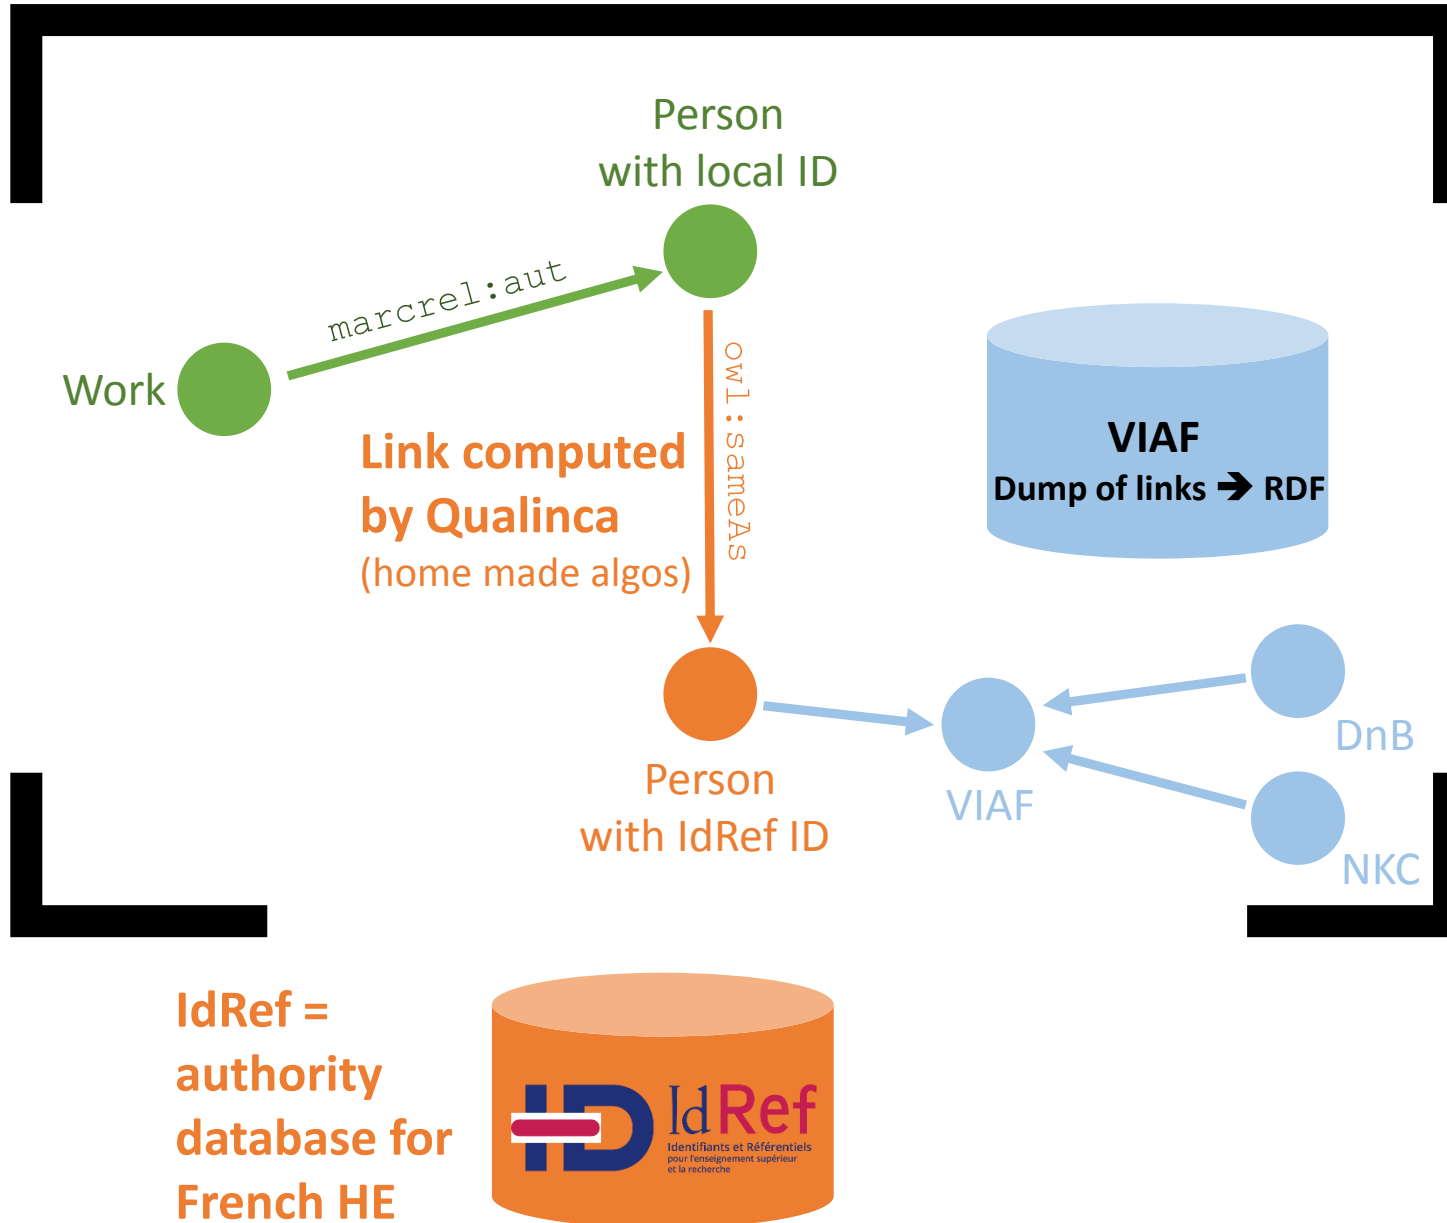 Person
with local ID
marcrel:aut
Work
owl:sameAs
Link computed
by Qualinca
(home made algos)
VIAF
Dump of links ➔ RDF
Person
with IdRef ID
VIAF
DnB
NKC
IdRef =
authority
database for
French HE
ID
IdRef
Identifiants et Référentiels
pour l'enseignement supérieur
et la recherche